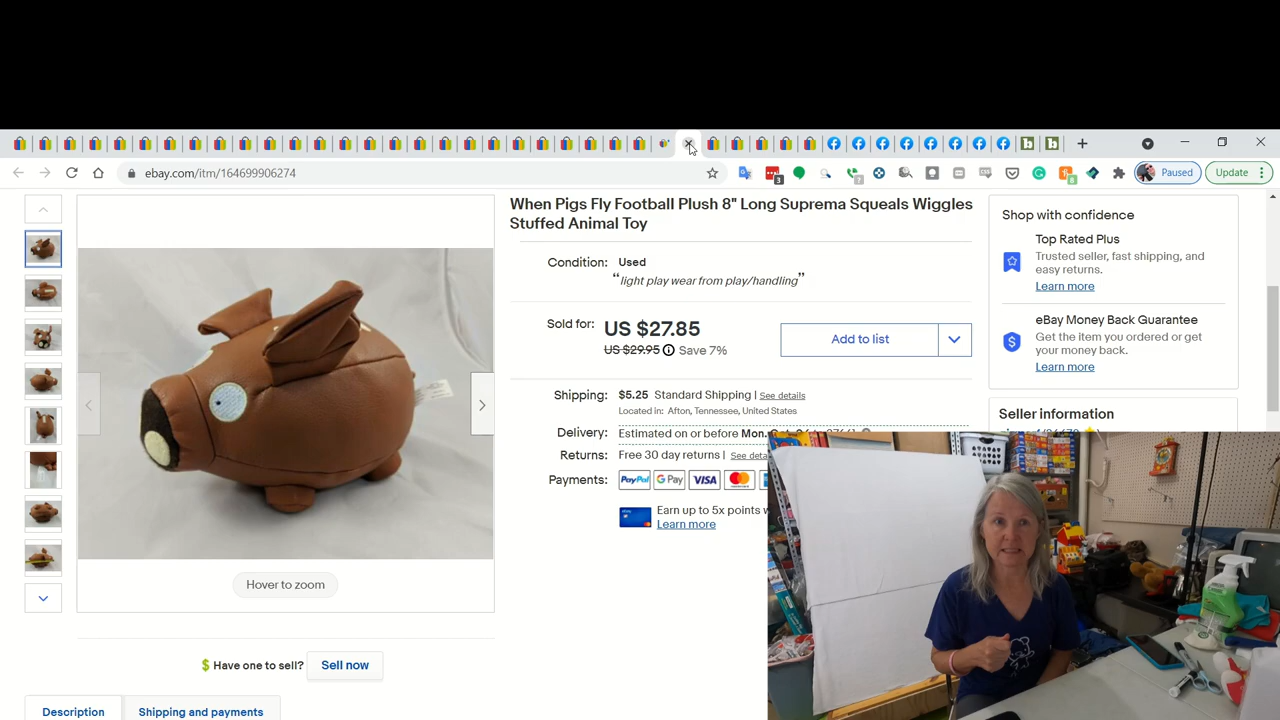 ebay.com/itm/164699906274
3
?
8
Paused
Update
When Pigs Fly Football Plush 8" Long Suprema Squeals Wiggles
Stuffed Animal Toy
Condition: Used
“light play wear from play/handling”
Sold for: US $27.85
US $29.95 Save 7%
Add to list
Shipping: $5.25 Standard Shipping | See details
Located in: Afton, Tennessee, United States
Delivery: Estimated on or before Mon.
Returns: Free 30 day returns |
Payments: PayPal G Pay VISA
Earn up to 5x points
Learn more
Hover to zoom
Have one to sell? Sell now
Description
Shipping and payments
Shop with confidence
Top Rated Plus
Trusted seller, fast shipping, and
easy returns.
Learn more
eBay Money Back Guarantee
Get the item you ordered or get
your money back.
Learn more
Seller information